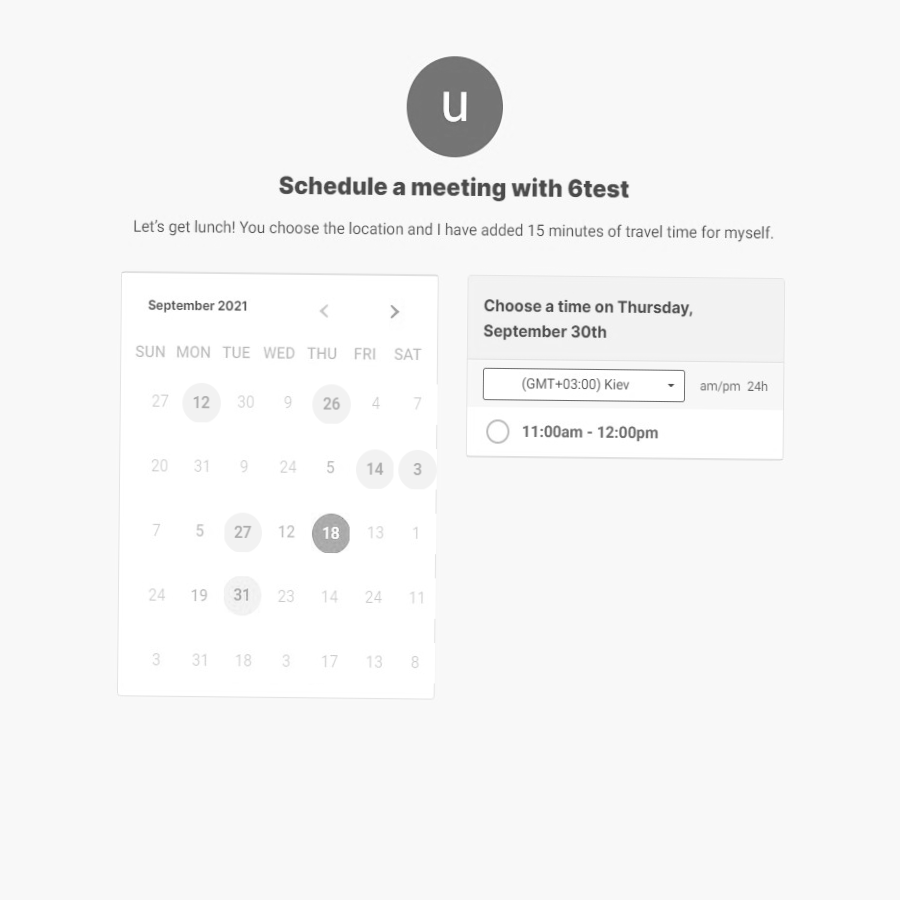 u
Schedule a meeting with 6test
Let's get lunch! You choose the location and I have added 15 minutes of travel time for myself.
September 2021
SUN MON TUE WED THU FRI SAT
27 12 30 9 26 4 7
20 31 9 24 5 14 3
7 5 27 12 18 13 1
24 19 31 23 14 24 11
3 31 18 3 17 13 8
Choose a time on Thursday,
September 30th
(GMT+03:00) Kiev am/pm 24h
11:00am - 12:00pm